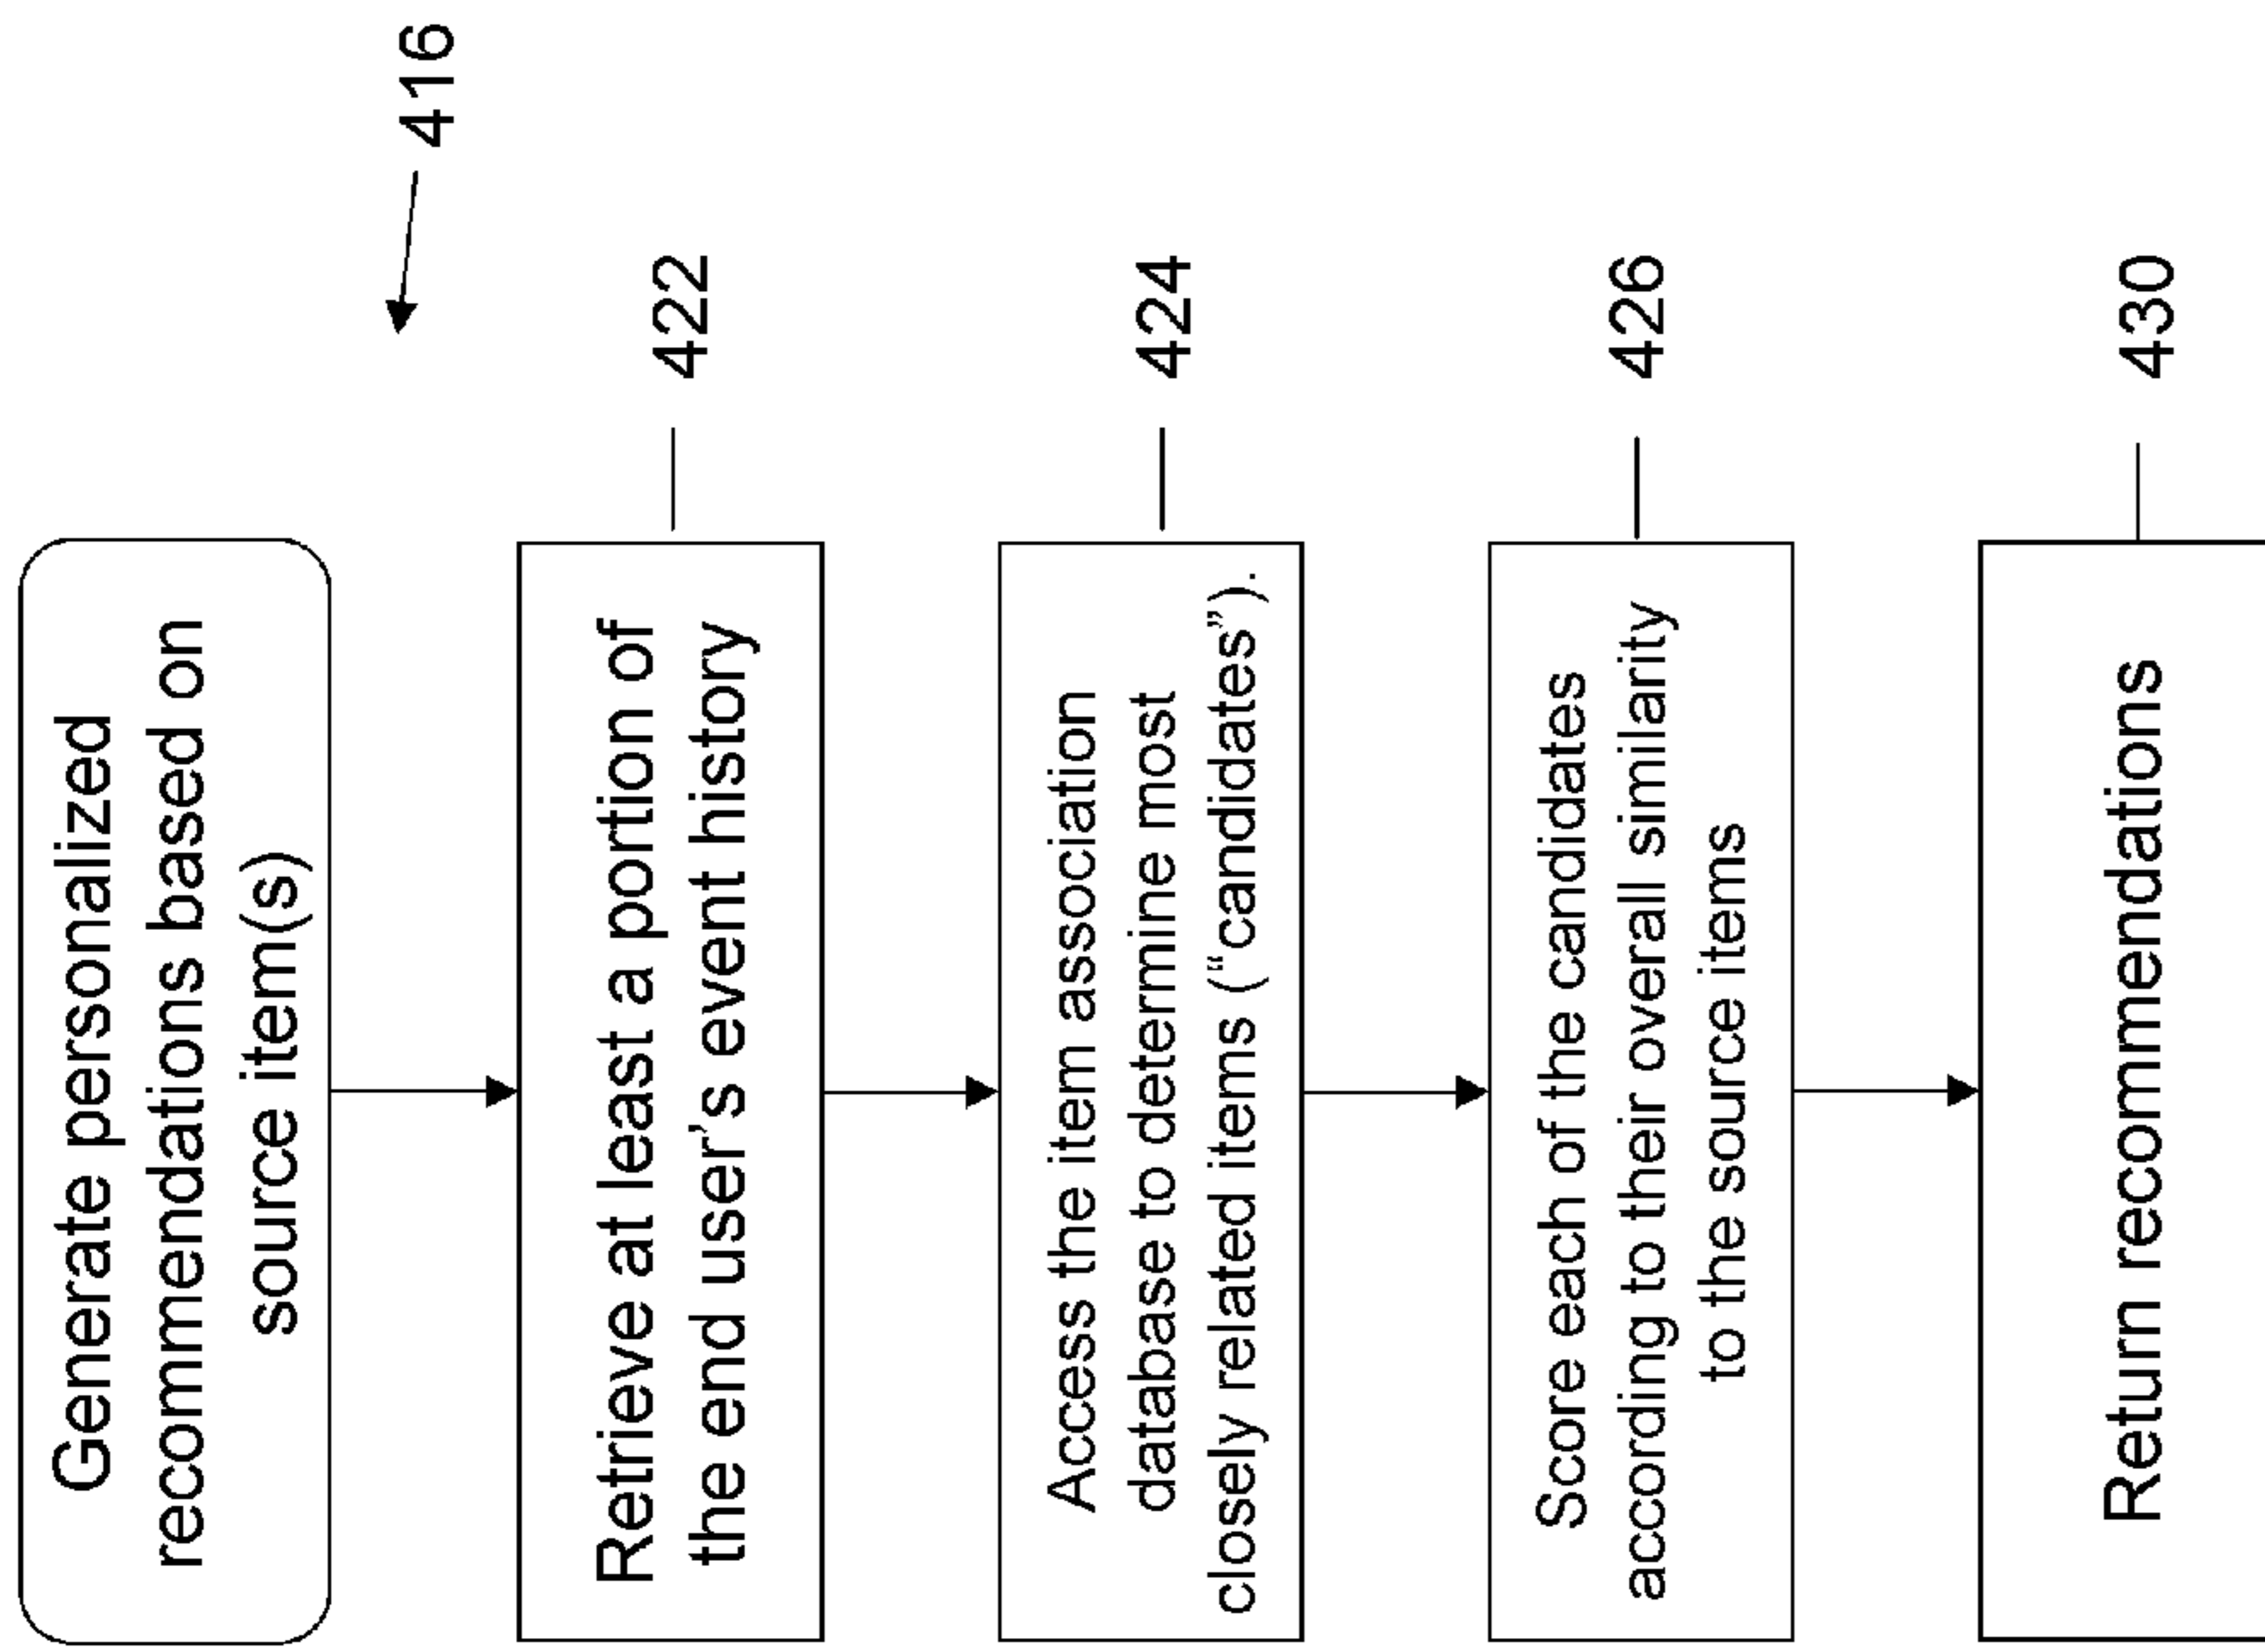 Generate personalized
recommendations based on
source item(s)
416
Retrieve at least a portion of
the end user's event history
422
Access the item association
database to determine most
closely related items (“candidates”).
424
Score each of the candidates
according to their overall similarity
to the source items
426
Return recommendations
430